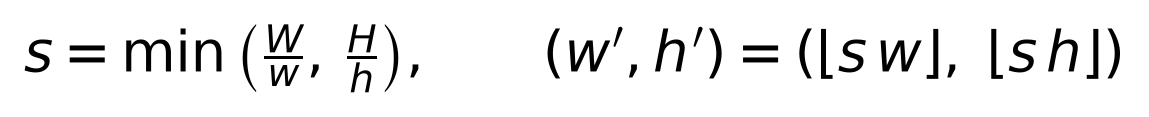 s = min (W/w, H/h), (w′, h′) = (⌊s w⌋, ⌊s h⌋)